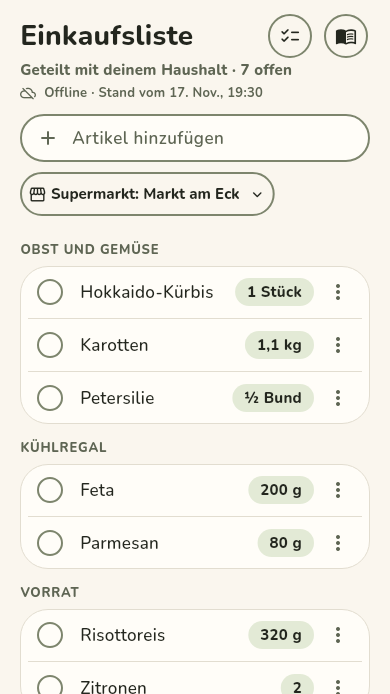 Einkaufsliste
Geteilt mit deinem Haushalt · 7 offen
Offline · Stand vom 17. Nov., 19:30
Artikel hinzufügen
Supermarkt: Markt am Eck
OBST UND GEMÜSE
Hokkaido-Kürbis 1 Stück
Karotten 1,1 kg
Petersilie ½ Bund
KÜHLREGAL
Feta 200 g
Parmesan 80 g
VORRAT
Risottoreis 320 g
Zitronen 2